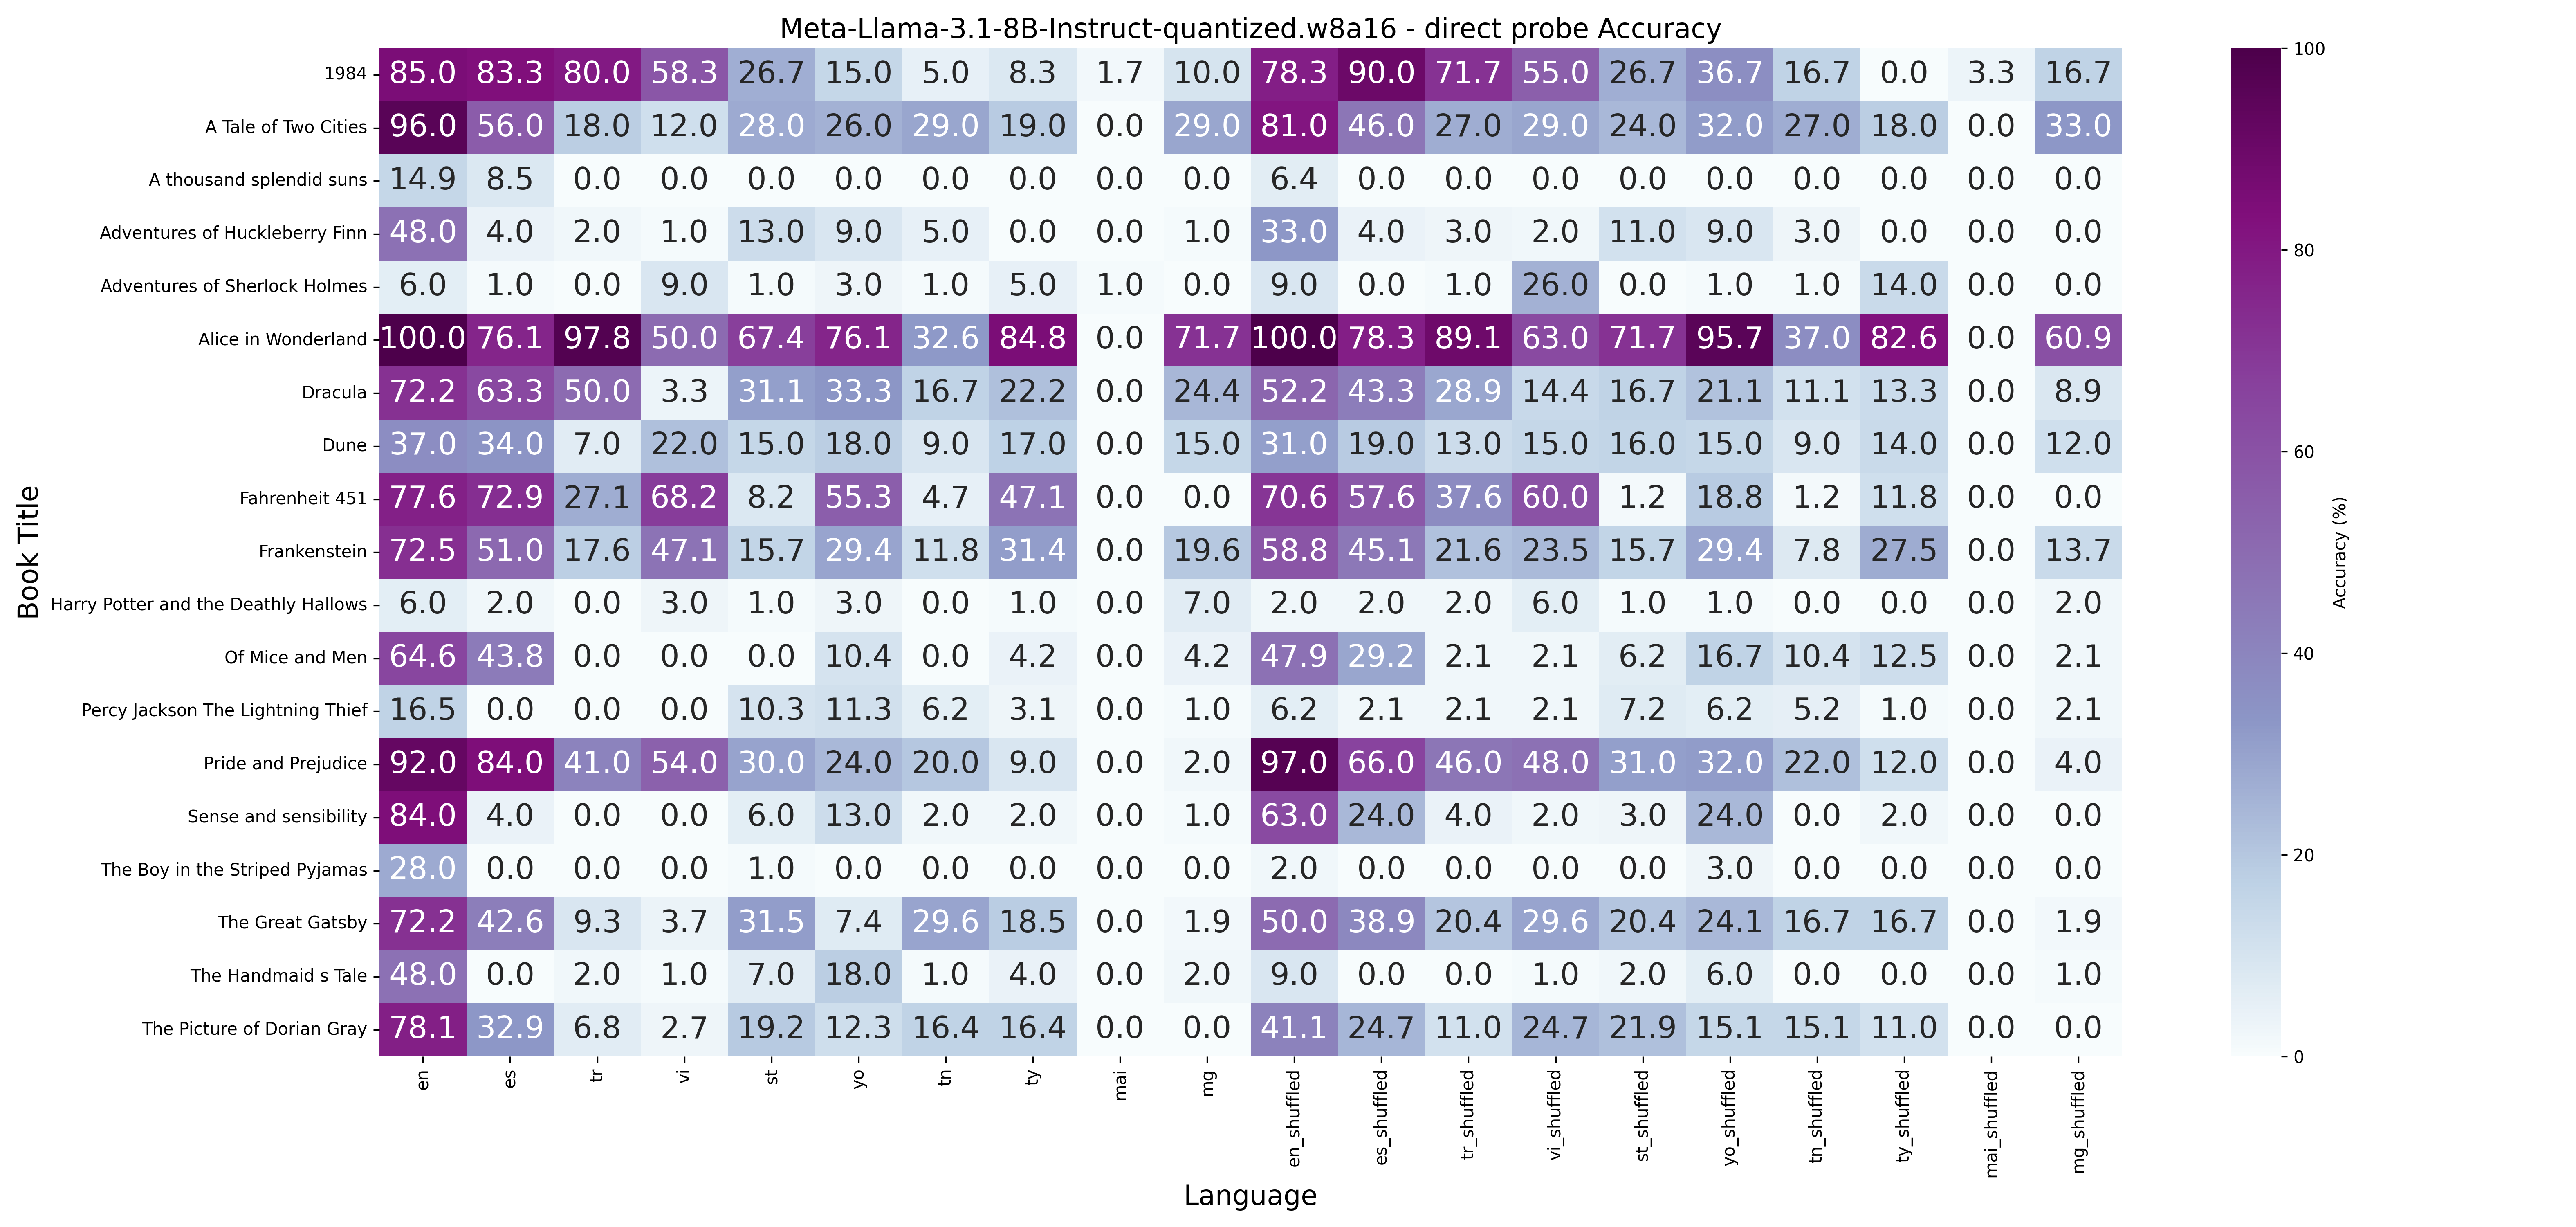 Meta-Llama-3.1-8B-Instruct-quantized.w8a16 - direct probe Accuracy
1984 85.0 83.3 80.0 58.3 26.7 15.0 5.0 8.3 1.7 10.0 78.3 90.0 71.7 55.0 26.7 36.7 16.7 0.0 3.3 16.7
A Tale of Two Cities 96.0 56.0 18.0 12.0 28.0 26.0 29.0 19.0 0.0 29.0 81.0 46.0 27.0 29.0 24.0 32.0 27.0 18.0 0.0 33.0
A thousand splendid suns 14.9 8.5 0.0 0.0 0.0 0.0 0.0 0.0 0.0 0.0 6.4 0.0 0.0 0.0 0.0 0.0 0.0 0.0 0.0 0.0
Adventures of Huckleberry Finn 48.0 4.0 2.0 1.0 13.0 9.0 5.0 0.0 0.0 1.0 33.0 4.0 3.0 2.0 11.0 9.0 3.0 0.0 0.0 0.0
Adventures of Sherlock Holmes 6.0 1.0 0.0 9.0 1.0 3.0 1.0 5.0 1.0 0.0 9.0 0.0 1.0 26.0 0.0 1.0 1.0 14.0 0.0 0.0
Alice in Wonderland 100.0 76.1 97.8 50.0 67.4 76.1 32.6 84.8 0.0 71.7 100.0 78.3 89.1 63.0 71.7 95.7 37.0 82.6 0.0 60.9
Dracula 72.2 63.3 50.0 3.3 31.1 33.3 16.7 22.2 0.0 24.4 52.2 43.3 28.9 14.4 16.7 21.1 11.1 13.3 0.0 8.9
Dune 37.0 34.0 7.0 22.0 15.0 18.0 9.0 17.0 0.0 15.0 31.0 19.0 13.0 15.0 16.0 15.0 9.0 14.0 0.0 12.0
Fahrenheit 451 77.6 72.9 27.1 68.2 8.2 55.3 4.7 47.1 0.0 0.0 70.6 57.6 37.6 60.0 1.2 18.8 1.2 11.8 0.0 0.0
Frankenstein 72.5 51.0 17.6 47.1 15.7 29.4 11.8 31.4 0.0 19.6 58.8 45.1 21.6 23.5 15.7 29.4 7.8 27.5 0.0 13.7
Harry Potter and the Deathly Hallows 6.0 2.0 0.0 3.0 1.0 3.0 0.0 1.0 0.0 7.0 2.0 2.0 2.0 6.0 1.0 1.0 0.0 0.0 0.0 2.0
Of Mice and Men 64.6 43.8 0.0 0.0 0.0 10.4 0.0 4.2 0.0 4.2 47.9 29.2 2.1 2.1 6.2 16.7 10.4 12.5 0.0 2.1
Percy Jackson The Lightning Thief 16.5 0.0 0.0 0.0 10.3 11.3 6.2 3.1 0.0 1.0 6.2 2.1 2.1 2.1 7.2 6.2 5.2 1.0 0.0 2.1
Pride and Prejudice 92.0 84.0 41.0 54.0 30.0 24.0 20.0 9.0 0.0 2.0 97.0 66.0 46.0 48.0 31.0 32.0 22.0 12.0 0.0 4.0
Sense and sensibility 84.0 4.0 0.0 0.0 6.0 13.0 2.0 2.0 0.0 1.0 63.0 24.0 4.0 2.0 3.0 24.0 0.0 2.0 0.0 0.0
The Boy in the Striped Pyjamas 28.0 0.0 0.0 0.0 1.0 0.0 0.0 0.0 0.0 0.0 2.0 0.0 0.0 0.0 0.0 3.0 0.0 0.0 0.0 0.0
The Great Gatsby 72.2 42.6 9.3 3.7 31.5 7.4 29.6 18.5 0.0 1.9 50.0 38.9 20.4 29.6 20.4 24.1 16.7 16.7 0.0 1.9
The Handmaid s Tale 48.0 0.0 2.0 1.0 7.0 18.0 1.0 4.0 0.0 2.0 9.0 0.0 0.0 1.0 2.0 6.0 0.0 0.0 0.0 1.0
The Picture of Dorian Gray 78.1 32.9 6.8 2.7 19.2 12.3 16.4 16.4 0.0 0.0 41.1 24.7 11.0 24.7 21.9 15.1 15.1 11.0 0.0 0.0
en es tr vi st yo tn ty mai mg en_shuffled es_shuffled tr_shuffled vi_shuffled st_shuffled yo_shuffled tn_shuffled ty_shuffled mai_shuffled mg_shuffled
Language
Book Title
100
80
60
40
20
0
Accuracy (%)